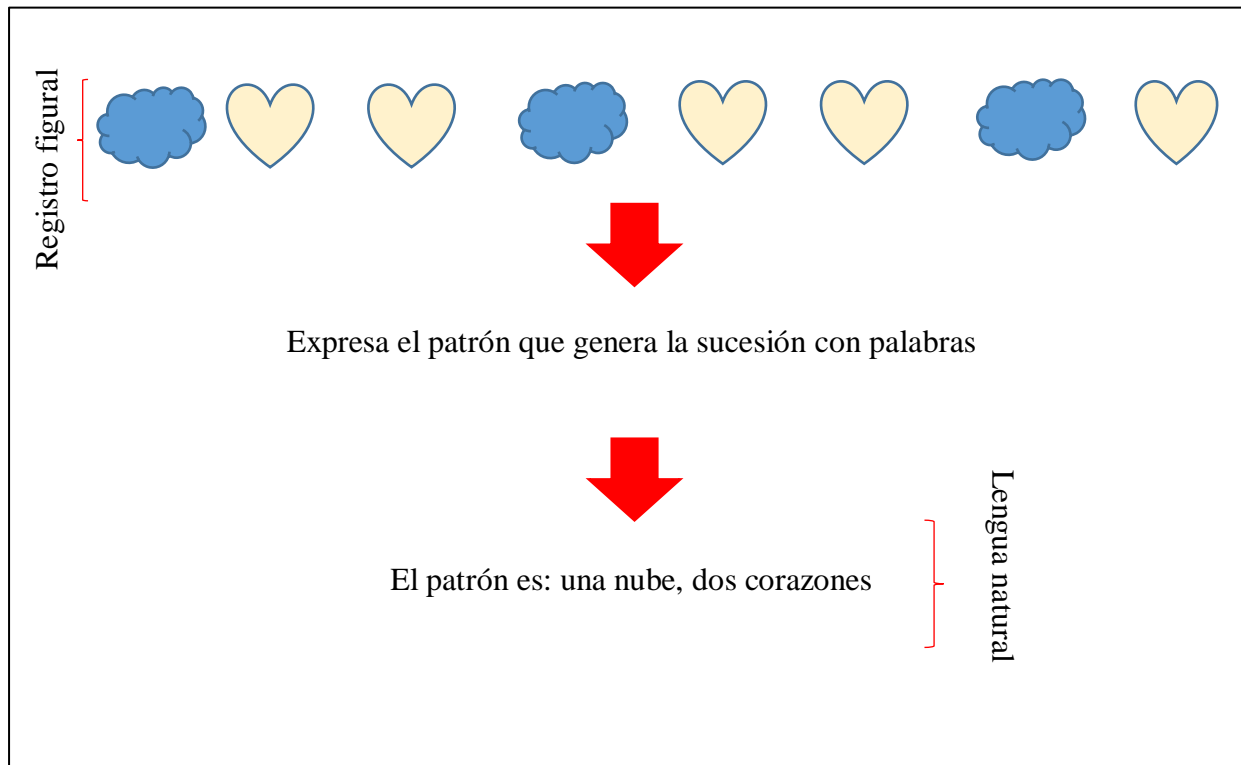 Registro figural
Expresa el patrón que genera la sucesión con palabras
El patrón es: una nube, dos corazones
Lengua natural